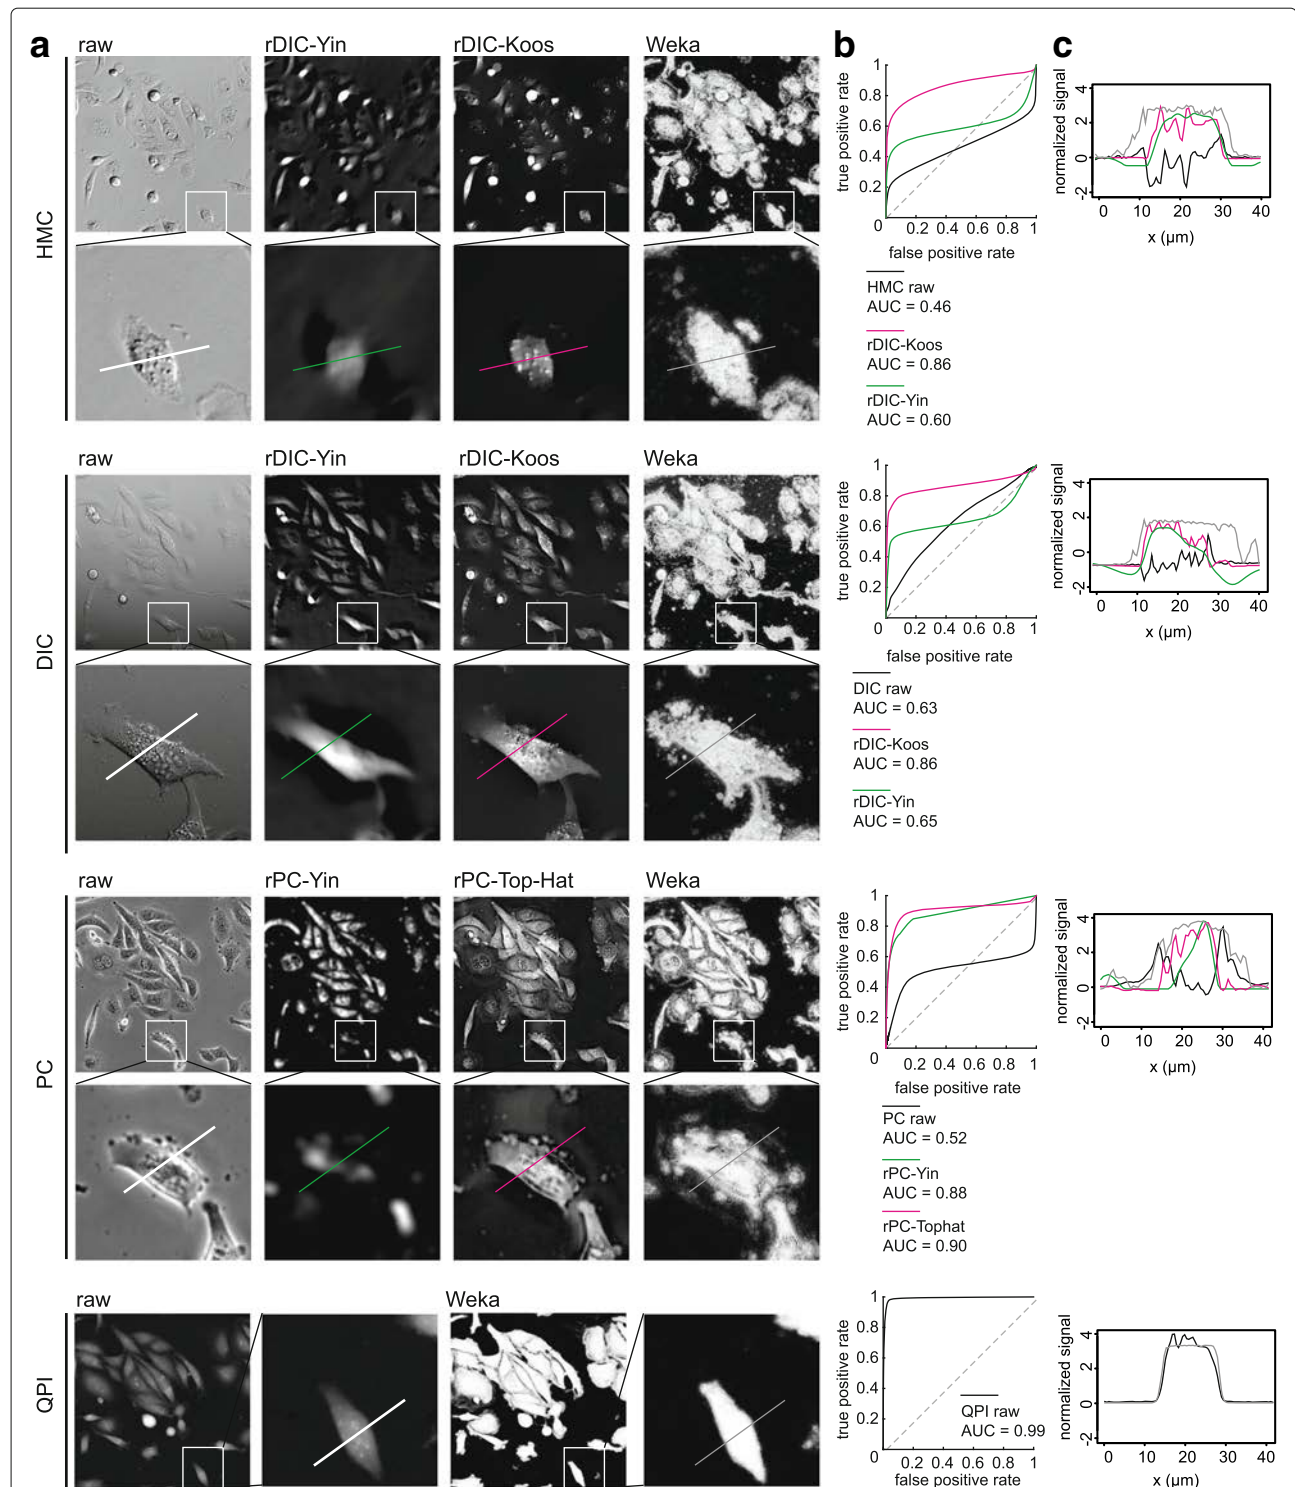 a
b
c
HMC
raw
rDIC-Yin
rDIC-Koos
Weka
true positive rate
1
0.8
0.6
0.4
0.2
0
0.2
0.4
0.6
0.8
1
false positive rate
HMC raw
AUC = 0.46
rDIC-Koos
AUC = 0.86
rDIC-Yin
AUC = 0.60
normalized signal
4
2
0
-2
0
10
20
30
40
x (µm)
DIC
raw
rDIC-Yin
rDIC-Koos
Weka
true positive rate
1
0.8
0.6
0.4
0.2
0
0.2
0.4
0.6
0.8
1
false positive rate
DIC raw
AUC = 0.63
rDIC-Koos
AUC = 0.86
rDIC-Yin
AUC = 0.65
normalized signal
4
2
0
-2
0
10
20
30
40
x (µm)
PC
raw
rPC-Yin
rPC-Top-Hat
Weka
true positive rate
1
0.8
0.6
0.4
0.2
0
0.2
0.4
0.6
0.8
1
false positive rate
PC raw
AUC = 0.52
rPC-Yin
AUC = 0.88
rPC-Tophat
AUC = 0.90
normalized signal
4
2
0
-2
0
10
20
30
40
x (µm)
QPI
raw
Weka
true positive rate
1
0.8
0.6
0.4
0.2
0
0.2
0.4
0.6
0.8
1
false positive rate
QPI raw
AUC = 0.99
normalized signal
4
2
0
-2
0
10
20
30
40
x (µm)